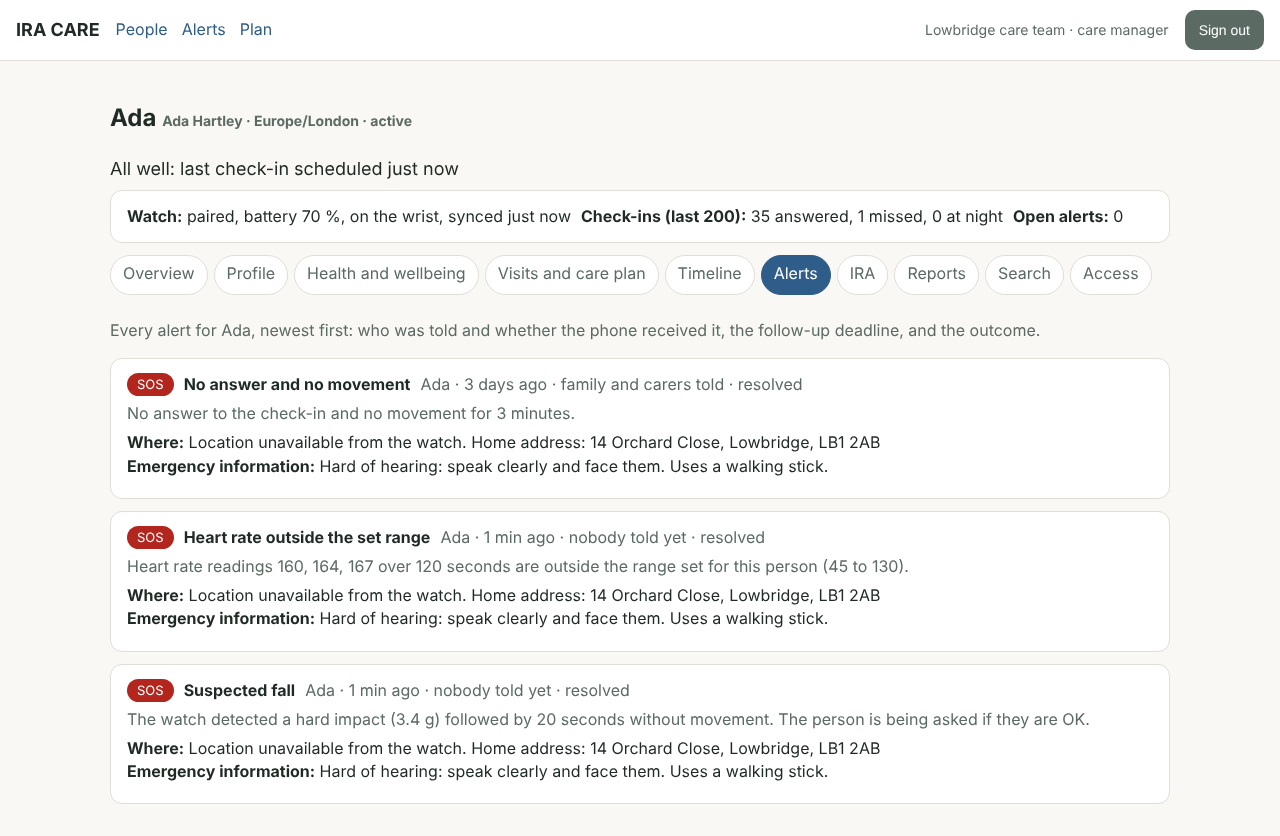 IRA CARE People Alerts Plan Lowbridge care team · care manager Sign out
Ada Ada Hartley · Europe/London · active
All well: last check-in scheduled just now
Watch: paired, battery 70 %, on the wrist, synced just now Check-ins (last 200): 35 answered, 1 missed, 0 at night Open alerts: 0
Overview Profile Health and wellbeing Visits and care plan Timeline Alerts IRA Reports Search Access
Every alert for Ada, newest first: who was told and whether the phone received it, the follow-up deadline, and the outcome.
SOS No answer and no movement Ada · 3 days ago · family and carers told · resolved
No answer to the check-in and no movement for 3 minutes.
Where: Location unavailable from the watch. Home address: 14 Orchard Close, Lowbridge, LB1 2AB
Emergency information: Hard of hearing: speak clearly and face them. Uses a walking stick.
SOS Heart rate outside the set range Ada · 1 min ago · nobody told yet · resolved
Heart rate readings 160, 164, 167 over 120 seconds are outside the range set for this person (45 to 130).
Where: Location unavailable from the watch. Home address: 14 Orchard Close, Lowbridge, LB1 2AB
Emergency information: Hard of hearing: speak clearly and face them. Uses a walking stick.
SOS Suspected fall Ada · 1 min ago · nobody told yet · resolved
The watch detected a hard impact (3.4 g) followed by 20 seconds without movement. The person is being asked if they are OK.
Where: Location unavailable from the watch. Home address: 14 Orchard Close, Lowbridge, LB1 2AB
Emergency information: Hard of hearing: speak clearly and face them. Uses a walking stick.